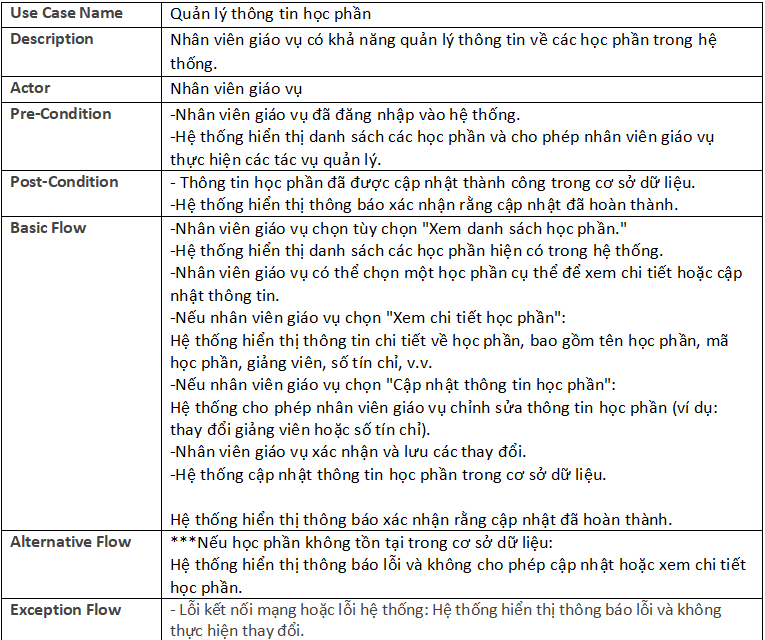 Use Case Name Quản lý thông tin học phần
Description Nhân viên giáo vụ có khả năng quản lý thông tin về các học phần trong hệ
thống.
Actor Nhân viên giáo vụ
Pre-Condition -Nhân viên giáo vụ đã đăng nhập vào hệ thống.
-Hệ thống hiển thị danh sách các học phần và cho phép nhân viên giáo vụ
thực hiện các tác vụ quản lý.
Post-Condition - Thông tin học phần đã được cập nhật thành công trong cơ sở dữ liệu.
-Hệ thống hiển thị thông báo xác nhận rằng cập nhật đã hoàn thành.
Basic Flow -Nhân viên giáo vụ chọn tùy chọn "Xem danh sách học phần."
-Hệ thống hiển thị danh sách các học phần hiện có trong hệ thống.
-Nhân viên giáo vụ có thể chọn một học phần cụ thể để xem chi tiết hoặc cập
nhật thông tin.
-Nếu nhân viên giáo vụ chọn "Xem chi tiết học phần":
Hệ thống hiển thị thông tin chi tiết về học phần, bao gồm tên học phần, mã
học phần, giảng viên, số tín chỉ, v.v.
-Nếu nhân viên giáo vụ chọn "Cập nhật thông tin học phần":
Hệ thống cho phép nhân viên giáo vụ chỉnh sửa thông tin học phần (ví dụ:
thay đổi giảng viên hoặc số tín chỉ).
-Nhân viên giáo vụ xác nhận và lưu các thay đổi.
-Hệ thống cập nhật thông tin học phần trong cơ sở dữ liệu.
Hệ thống hiển thị thông báo xác nhận rằng cập nhật đã hoàn thành.
Alternative Flow ***Nếu học phần không tồn tại trong cơ sở dữ liệu:
Hệ thống hiển thị thông báo lỗi và không cho phép cập nhật hoặc xem chi tiết
học phần.
Exception Flow - Lỗi kết nối mạng hoặc lỗi hệ thống: Hệ thống hiển thị thông báo lỗi và không
thực hiện thay đổi.